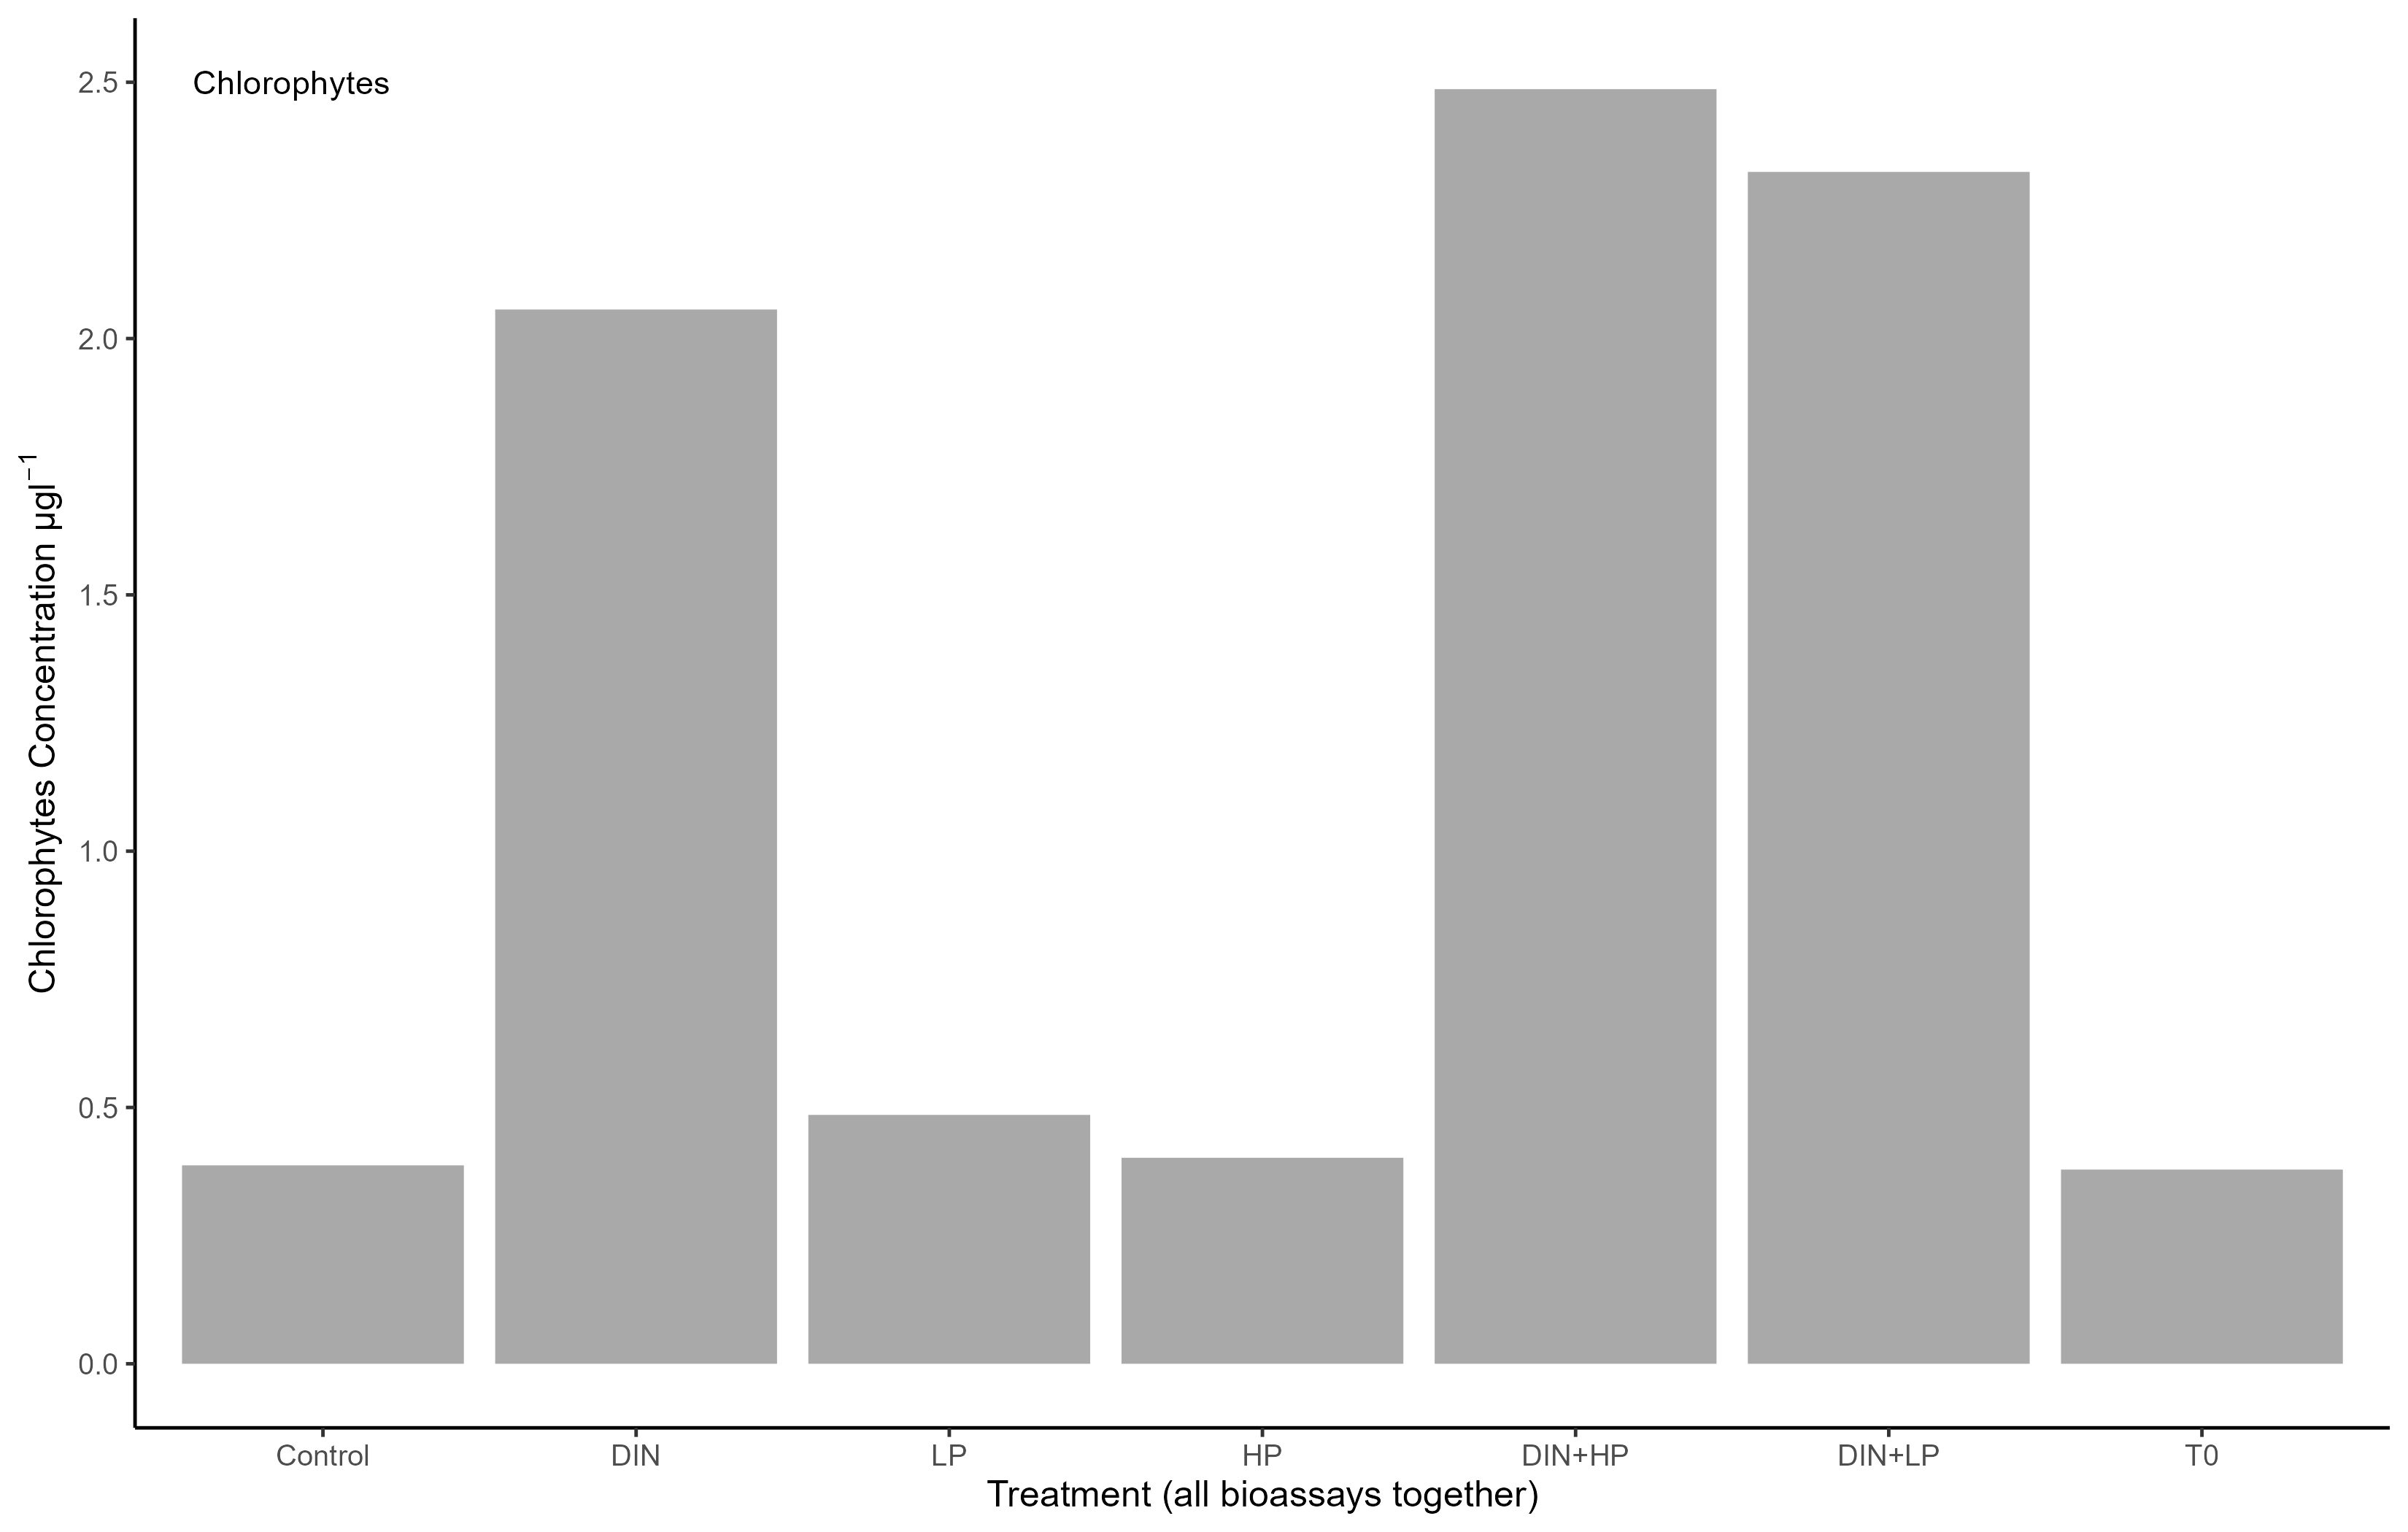 Chlorophytes
Chlorophytes Concentration µgl⁻¹
2.5
2.0
1.5
1.0
0.5
0.0
Control DIN LP HP DIN+HP DIN+LP T0
Treatment (all bioassays together)